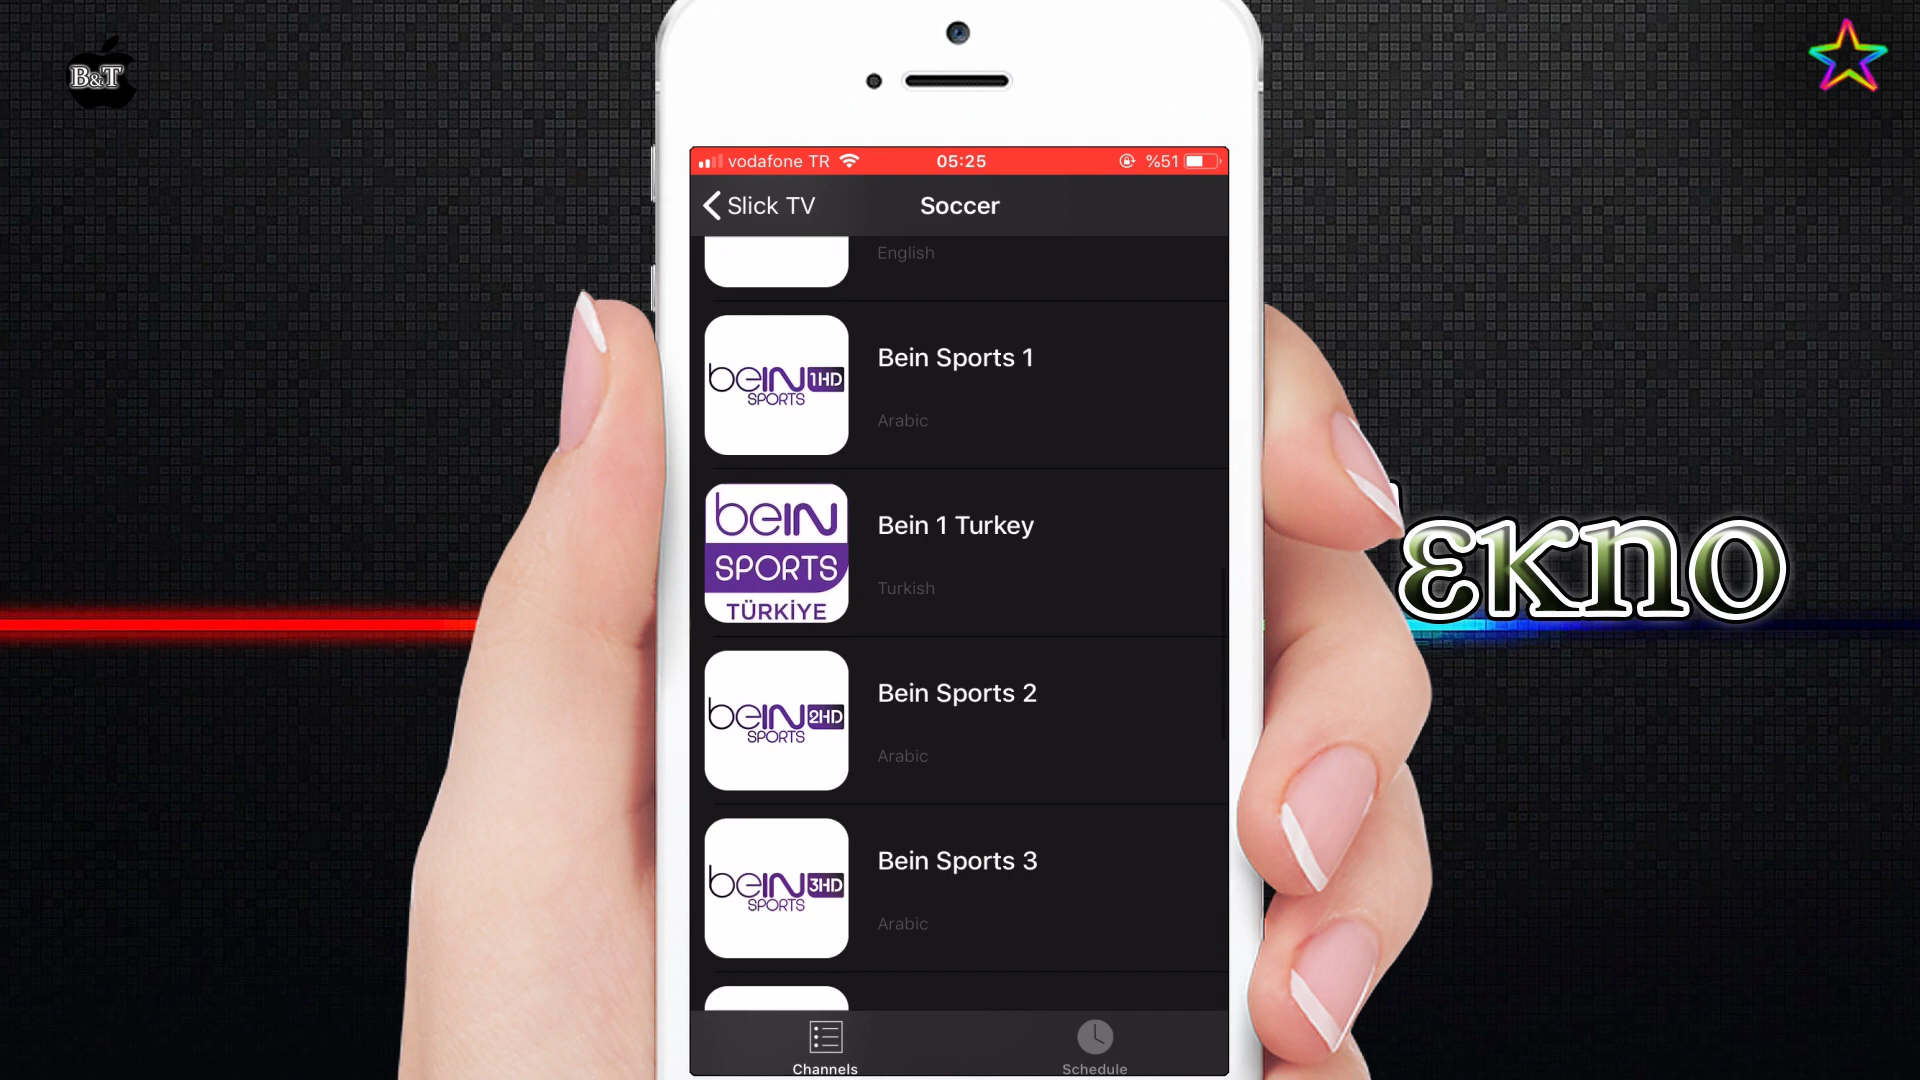 B&T
vodafone TR
05:25
%51
Slick TV
Soccer
English
beIN 1HD
SPORTS
Bein Sports 1
Arabic
beIN
SPORTS
TÜRKİYE
Bein 1 Turkey
Turkish
beIN 2HD
SPORTS
Bein Sports 2
Arabic
beIN 3HD
SPORTS
Bein Sports 3
Arabic
Channels
Schedule
εκno